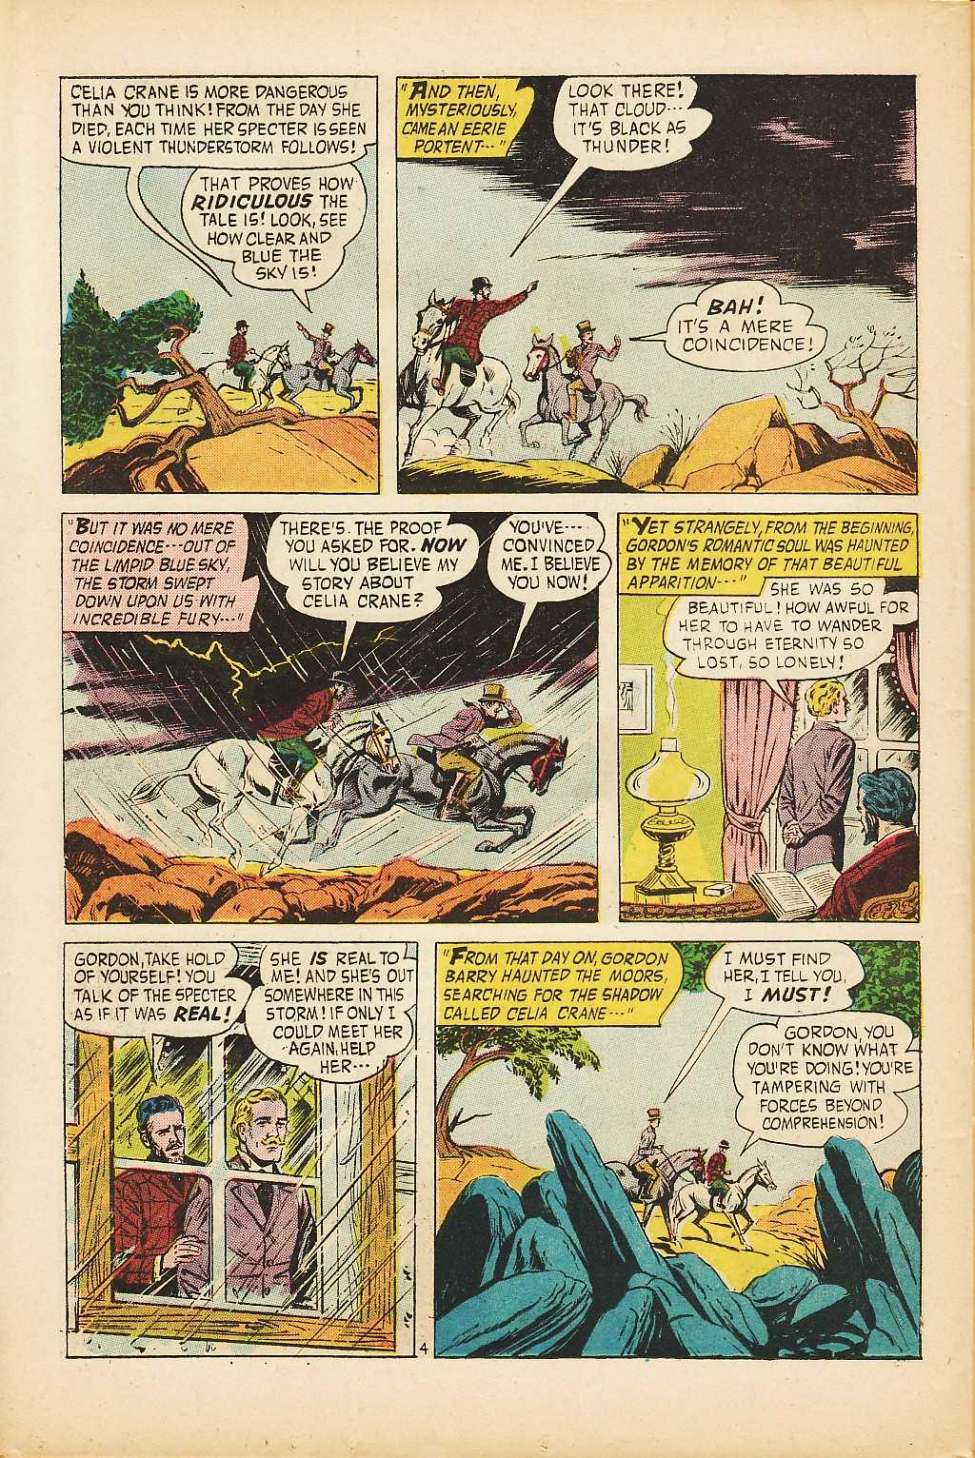 CELIA CRANE IS MORE DANGEROUS
THAN YOU THINK! FROM THE DAY SHE
DIED, EACH TIME HER SPECTER IS SEEN
A VIOLENT THUNDERSTORM FOLLOWS!
THAT PROVES HOW
RIDICULOUS THE
TALE IS! LOOK, SEE
HOW CLEAR AND
BLUE THE
SKY IS!
"AND THEN,
MYSTERIOUSLY,
CAME AN EERIE
PORTENT---"
LOOK THERE!
THAT CLOUD---
IT'S BLACK AS
THUNDER!
BAH!
IT'S A MERE
COINCIDENCE!
"BUT IT WAS NO MERE
COINCIDENCE---OUT OF
THE LIMPID BLUE SKY,
THE STORM SWEPT
DOWN UPON US WITH
INCREDIBLE FURY---"
THERE'S. THE PROOF
YOU ASKED FOR. NOW
WILL YOU BELIEVE MY
STORY ABOUT
CELIA CRANE?
YOU'VE---
CONVINCED
ME. I BELIEVE
YOU NOW!
"YET STRANGELY, FROM THE BEGINNING,
GORDON'S ROMANTIC SOUL WAS HAUNTED
BY THE MEMORY OF THAT BEAUTIFUL
APPARITION---"
SHE WAS SO
BEAUTIFUL! HOW AWFUL FOR
HER TO HAVE TO WANDER
THROUGH ETERNITY SO
LOST, SO LONELY!
GORDON, TAKE HOLD
OF YOURSELF! YOU
TALK OF THE SPECTER
AS IF IT WAS REAL!
SHE IS REAL TO
ME! AND SHE'S OUT
SOMEWHERE IN THIS
STORM! IF ONLY I
COULD MEET HER
AGAIN, HELP
HER---
"FROM THAT DAY ON, GORDON
BARRY HAUNTED THE MOORS,
SEARCHING FOR THE SHADOW
CALLED CELIA CRANE---"
I MUST FIND
HER, I TELL YOU,
I MUST!
GORDON, YOU
DON'T KNOW WHAT
YOU'RE DOING! YOU'RE
TAMPERING WITH
FORCES BEYOND
COMPREHENSION!
4